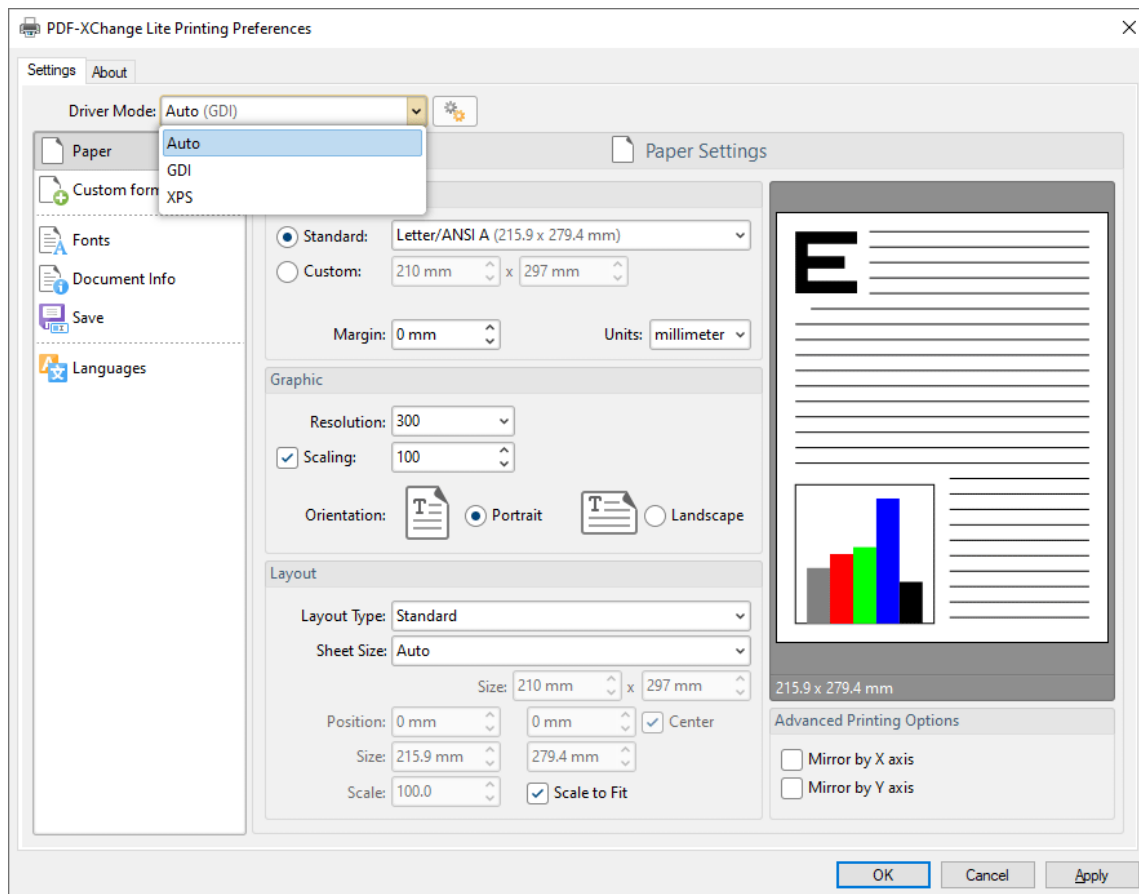 PDF-XChange Lite Printing Preferences
Settings About
Driver Mode: Auto (GDI)
Auto
GDI
XPS
Paper
Custom form
Fonts
Document Info
Save
Languages
Paper Settings
Standard: Letter/ANSI A (215.9 x 279.4 mm)
Custom: 210 mm x 297 mm
Margin: 0 mm Units: millimeter
Graphic
Resolution: 300
Scaling: 100
Orientation: T Portrait T Landscape
Layout
Layout Type: Standard
Sheet Size: Auto
Size: 210 mm x 297 mm
Position: 0 mm 0 mm Center
Size: 215.9 mm 279.4 mm
Scale: 100.0 Scale to Fit
E
215.9 x 279.4 mm
Advanced Printing Options
Mirror by X axis
Mirror by Y axis
OK Cancel Apply